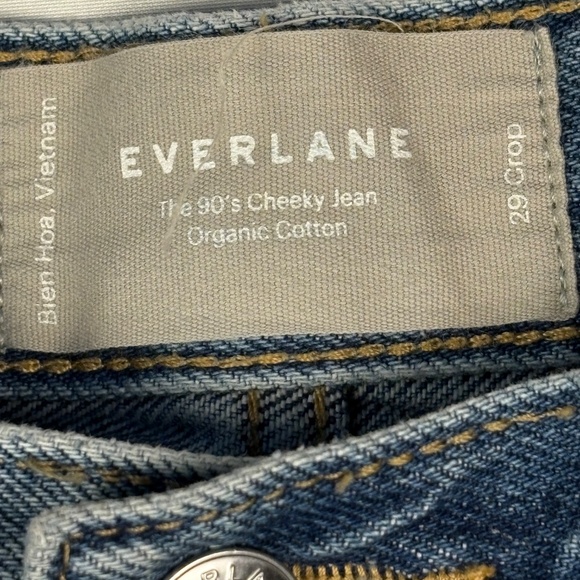 Bien Hoa, Vietnam
EVERLANE
The 90's Cheeky Jean
Organic Cotton
29 Crop